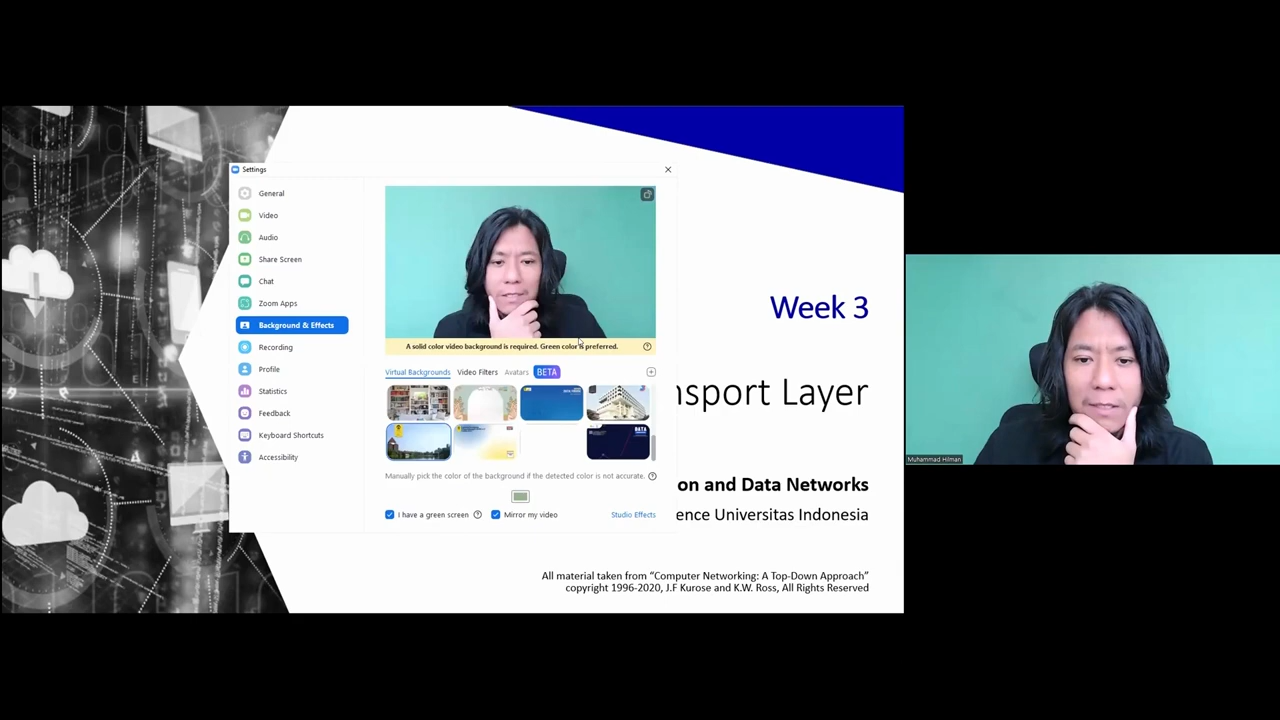 Settings
General
Video
Audio
Share Screen
Chat
Zoom Apps
Background & Effects
Recording
Profile
Statistics
Feedback
Keyboard Shortcuts
Accessibility
A solid color video background is required. Green color is preferred.
Virtual Backgrounds Video Filters Avatars BETA
DATA
Manually pick the color of the background if the detected color is not accurate.
I have a green screen Mirror my video Studio Effects
Week 3
nsport Layer
on and Data Networks
ence Universitas Indonesia
All material taken from “Computer Networking: A Top-Down Approach”
copyright 1996-2020, J.F Kurose and K.W. Ross, All Rights Reserved
Muhammad Hilman